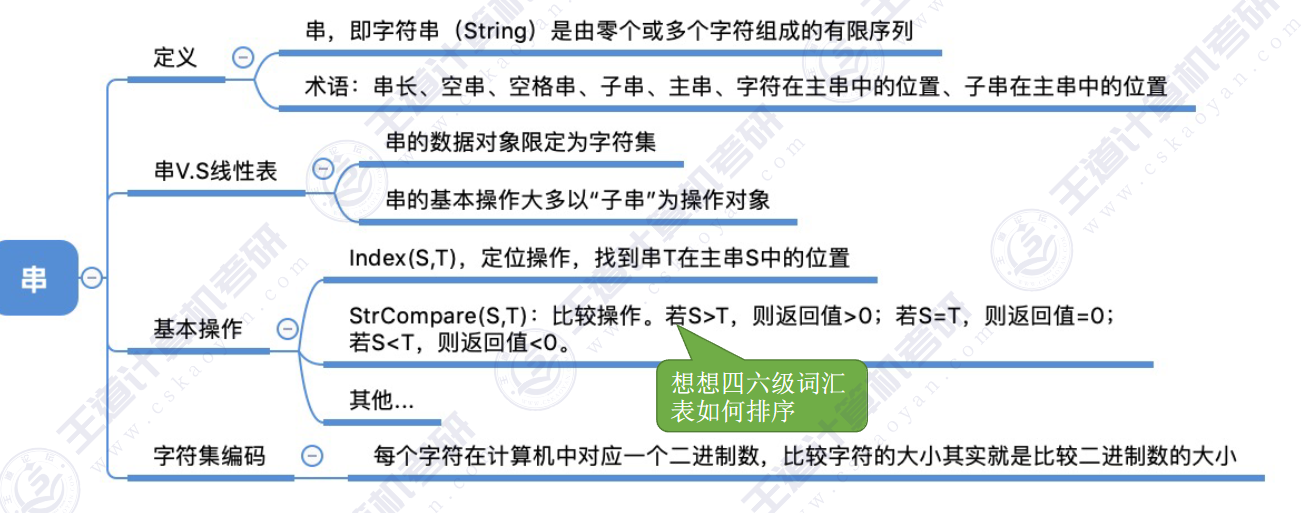 串，即字符串（String）是由零个或多个字符组成的有限序列
定义
术语：串长、空串、空格串、子串、主串、字符在主串中的位置、子串在主串中的位置
串的数据对象限定为字符集
串V.S线性表
串的基本操作大多以“子串”为操作对象
串
Index(S,T)，定位操作，找到串T在主串S中的位置
基本操作
StrCompare(S,T)：比较操作。若S>T，则返回值>0；若S=T，则返回值=0；
若S<T，则返回值<0。
想想四六级词汇
表如何排序
其他...
字符集编码
每个字符在计算机中对应一个二进制数，比较字符的大小其实就是比较二进制数的大小
王道计算机考研
www.cskaoyan.com